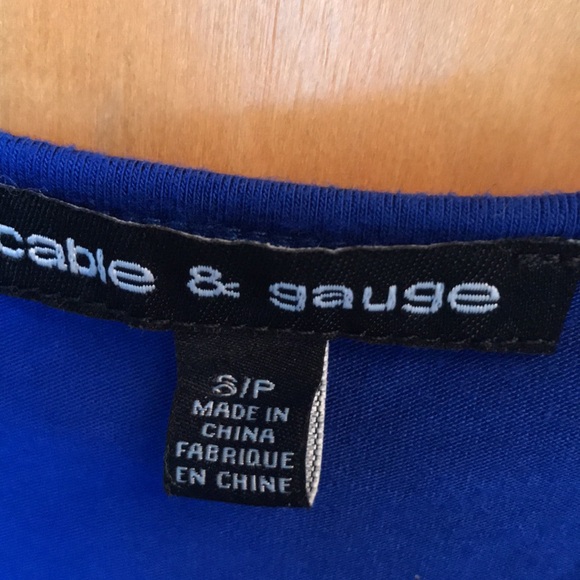 cable & gauge
S/P
MADE IN
CHINA
FABRIQUE
EN CHINE